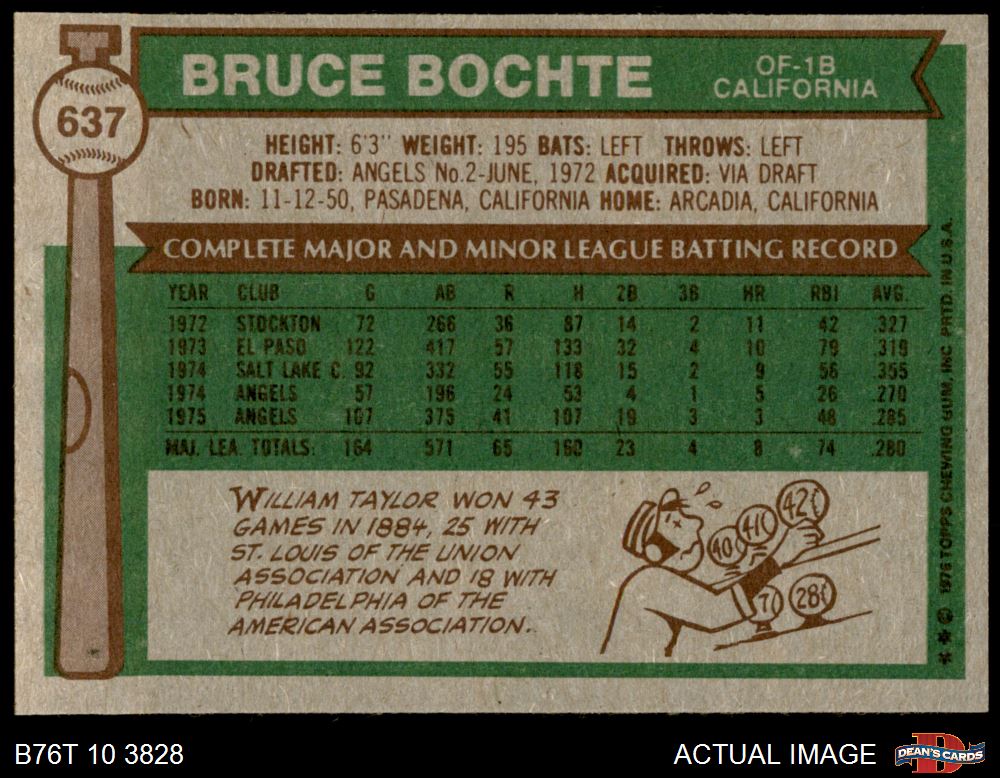 637
BRUCE BOCHTE
OF-1B
CALIFORNIA
HEIGHT: 6'3" WEIGHT: 195 BATS: LEFT THROWS: LEFT
DRAFTED: ANGELS No.2-JUNE, 1972 ACQUIRED: VIA DRAFT
BORN: 11-12-50, PASADENA, CALIFORNIA HOME: ARCADIA, CALIFORNIA
COMPLETE MAJOR AND MINOR LEAGUE BATTING RECORD
YEAR CLUB G AB R H 2B 3B HR RBI AVG.
1972 STOCKTON 72 266 36 87 14 2 11 42 .327
1973 EL PASO 122 417 57 133 32 4 10 79 .319
1974 SALT LAKE C. 92 332 55 118 15 2 9 56 .355
1974 ANGELS 57 196 24 53 4 1 5 26 .270
1975 ANGELS 107 375 41 107 19 3 3 48 .285
MAJ. LEA. TOTALS: 164 571 65 160 23 4 8 74 .280
WILLIAM TAYLOR WON 43
GAMES IN 1884, 25 WITH
ST. LOUIS OF THE UNION
ASSOCIATION AND 18 WITH
PHILADELPHIA OF THE
AMERICAN ASSOCIATION.
40 41 42
7 28
* * © 1976 TOPPS CHEWING GUM, INC. PRTD. IN U.S.A.
B76T 10 3828
ACTUAL IMAGE
DEAN'S CARDS